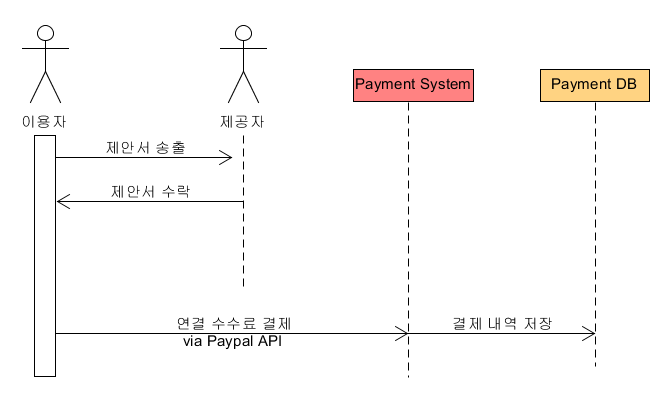 Payment System
Payment DB
이용자
제공자
제안서 송출
제안서 수락
연결 수수료 결제
via Paypal API
결제 내역 저장